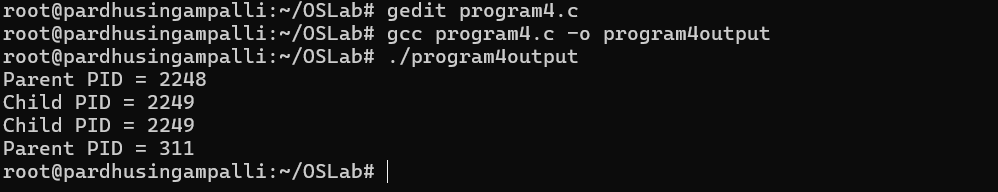 root@pardhusingampalli:~/OSLab# gedit program4.c
root@pardhusingampalli:~/OSLab# gcc program4.c -o program4output
root@pardhusingampalli:~/OSLab# ./program4output
Parent PID = 2248
Child PID = 2249
Child PID = 2249
Parent PID = 311
root@pardhusingampalli:~/OSLab#